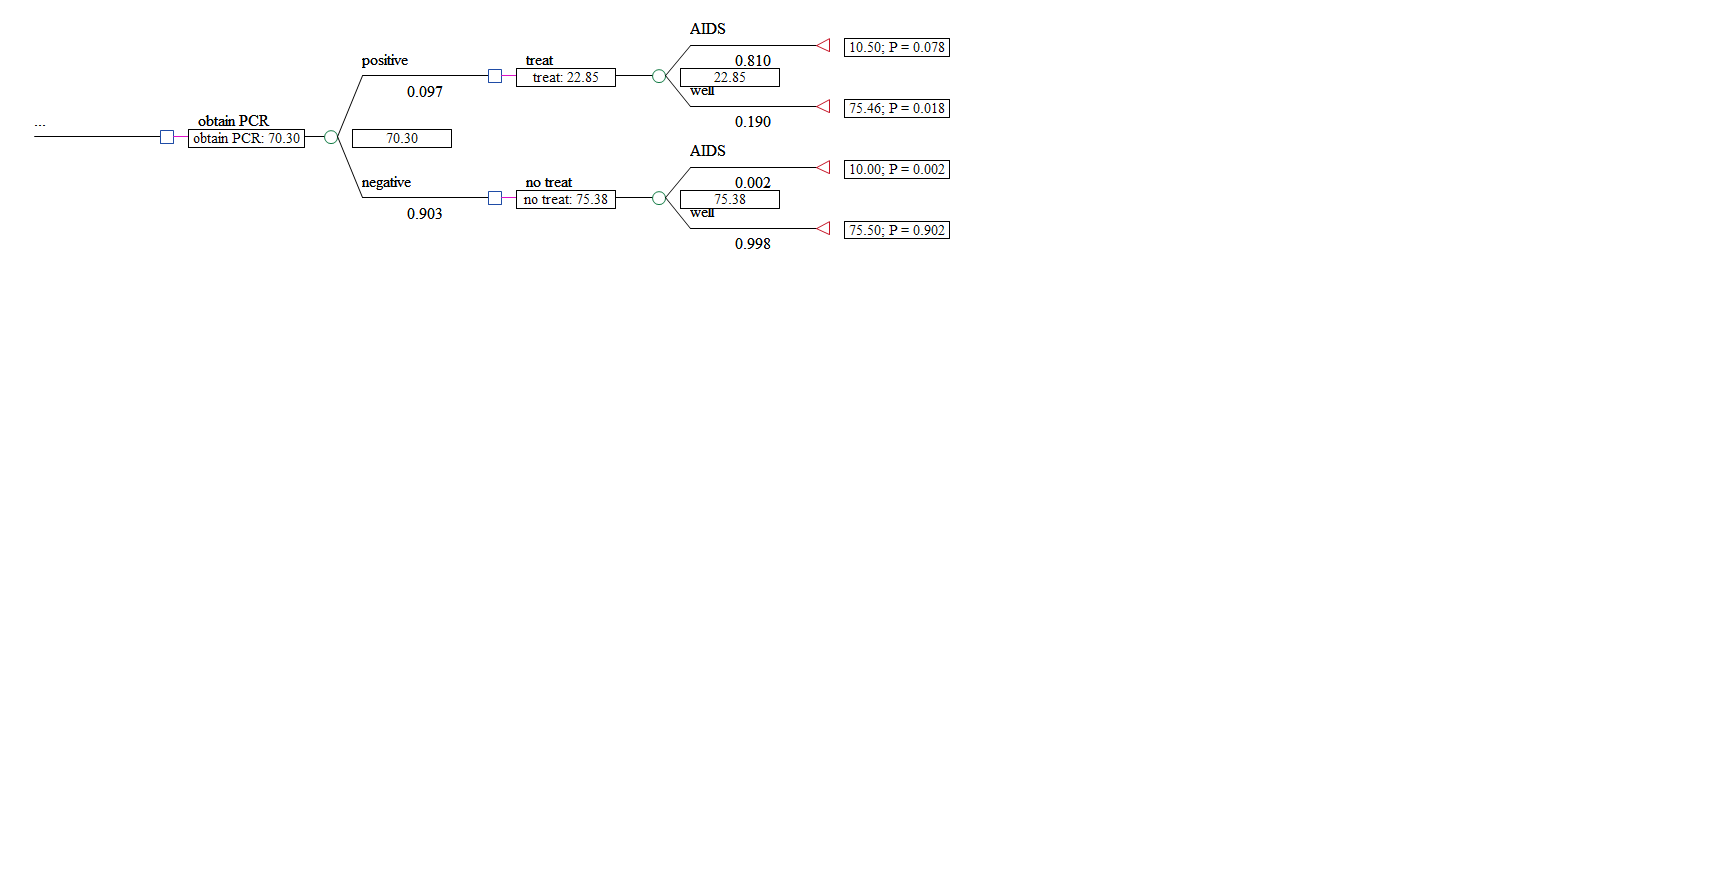 AIDS
10.50; P = 0.078
positive
treat
0.810
treat: 22.85
22.85
0.097
well
75.46; P = 0.018
...
obtain PCR
0.190
obtain PCR: 70.30
70.30
AIDS
10.00; P = 0.002
negative
no treat
0.002
no treat: 75.38
75.38
0.903
well
75.50; P = 0.902
0.998